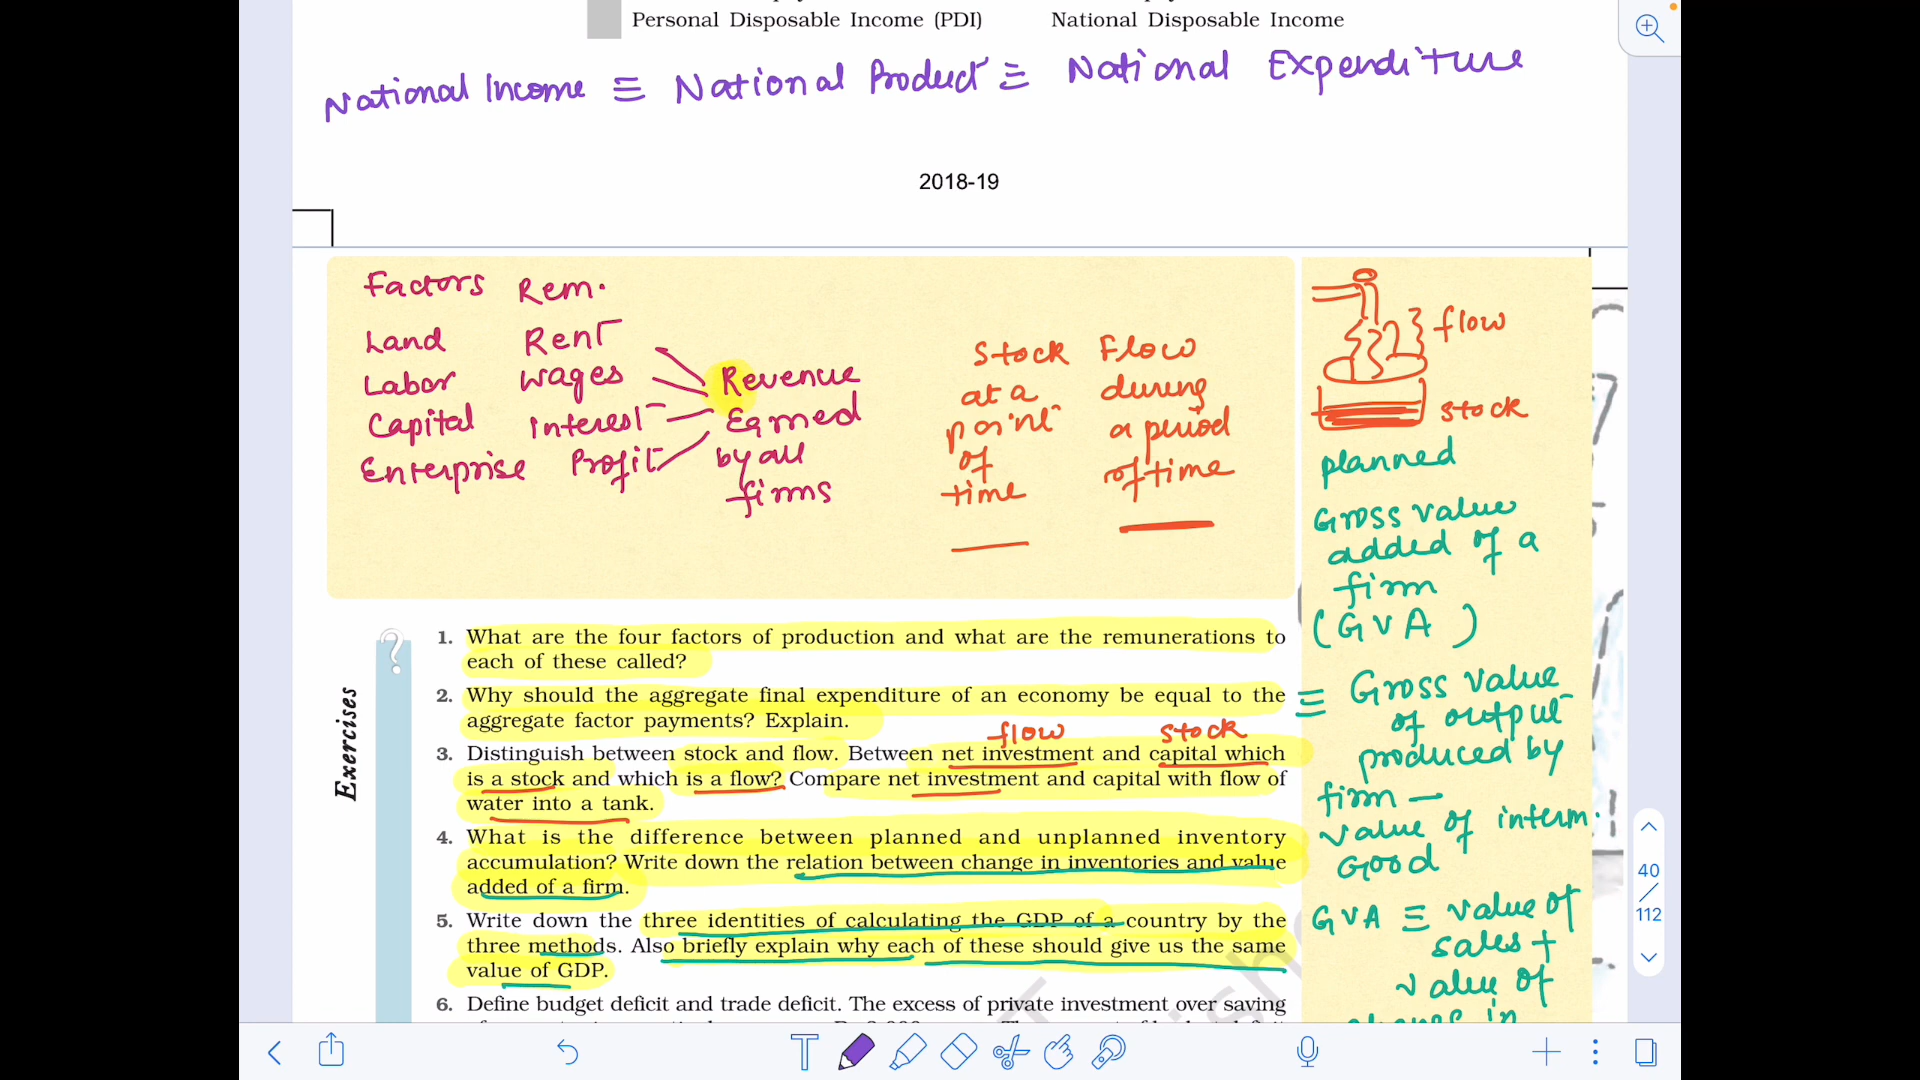 Personal Disposable Income (PDI) National Disposable Income
National Income ≡ National Product ≡ National Expenditure
2018-19
Factors Rem.
Land Rent
Labor Wages
Capital Interest
Enterprise Profit
Revenue
Earned
by all
firms
Stock
at a
point
of
time
Flow
during
a period
of time
flow
stock
planned
Gross value
added of a
firm
(GVA)
≡ Gross value
of output
produced by
firm —
value of interm.
Good
GVA ≡ value of
sales +
value of
change in
Exercises
?
1. What are the four factors of production and what are the remunerations to
each of these called?
2. Why should the aggregate final expenditure of an economy be equal to the
aggregate factor payments? Explain.
flow stock
3. Distinguish between stock and flow. Between net investment and capital which
is a stock and which is a flow? Compare net investment and capital with flow of
water into a tank.
4. What is the difference between planned and unplanned inventory
accumulation? Write down the relation between change in inventories and value
added of a firm.
5. Write down the three identities of calculating the GDP of a country by the
three methods. Also briefly explain why each of these should give us the same
value of GDP.
6. Define budget deficit and trade deficit. The excess of private investment over saving
40
112
T